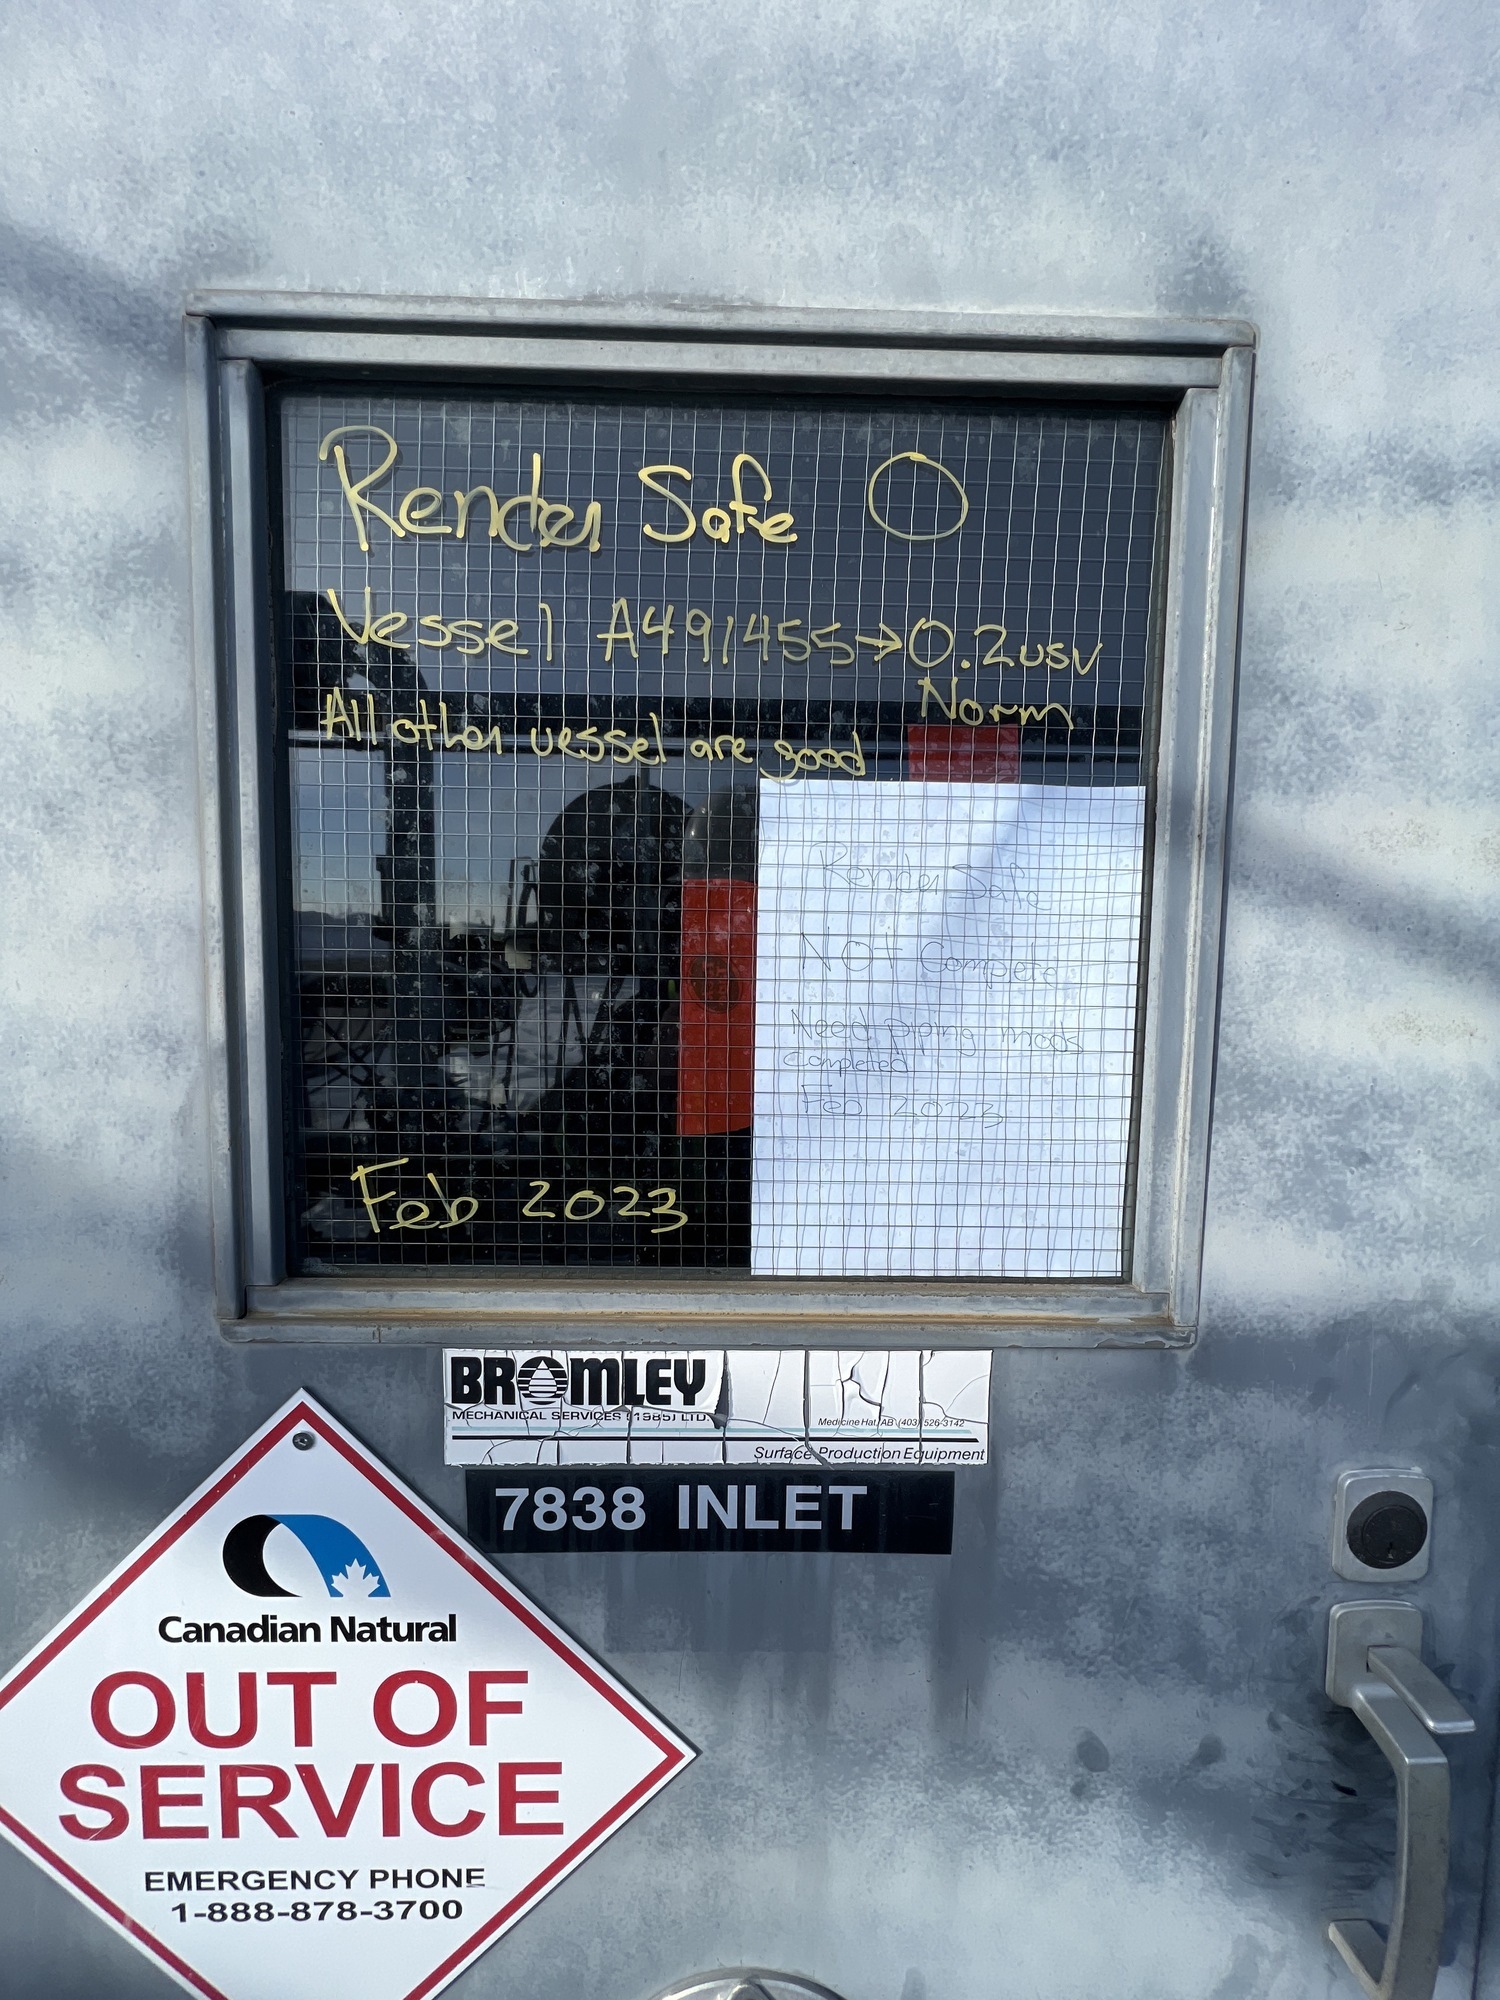 Render Safe
Vessel A491455→0.2usv
Norm
All other vessel are good
Render Safe
NOT Complete
Need piping mods
Completed
Feb 2023
Feb 2023
BROMLEY
MECHANICAL SERVICES (1985) LTD.
Medicine Hat, AB (403) 526-3142
Surface Production Equipment
7838 INLET
Canadian Natural
OUT OF
SERVICE
EMERGENCY PHONE
1-888-878-3700